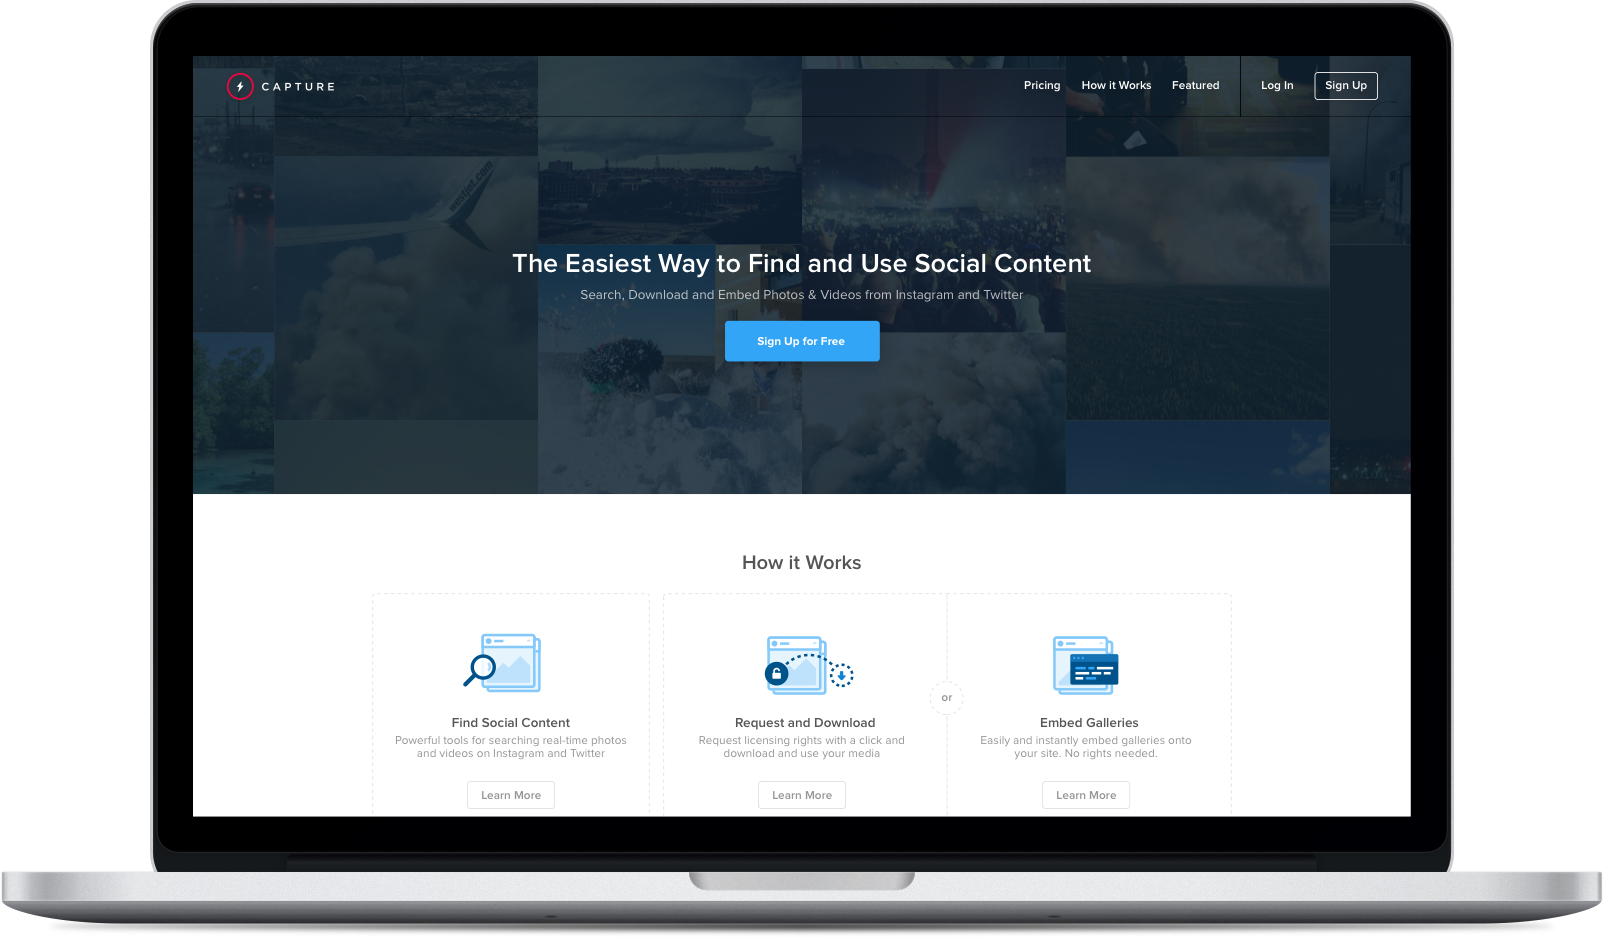 CAPTURE
Pricing
How it Works
Featured
Log In
Sign Up
westjet.com
The Easiest Way to Find and Use Social Content
Search, Download and Embed Photos & Videos from Instagram and Twitter
Sign Up for Free
How it Works
Find Social Content
Powerful tools for searching real-time photos
and videos on Instagram and Twitter
Learn More
Request and Download
Request licensing rights with a click and
download and use your media
Learn More
or
Embed Galleries
Easily and instantly embed galleries onto
your site. No rights needed.
Learn More